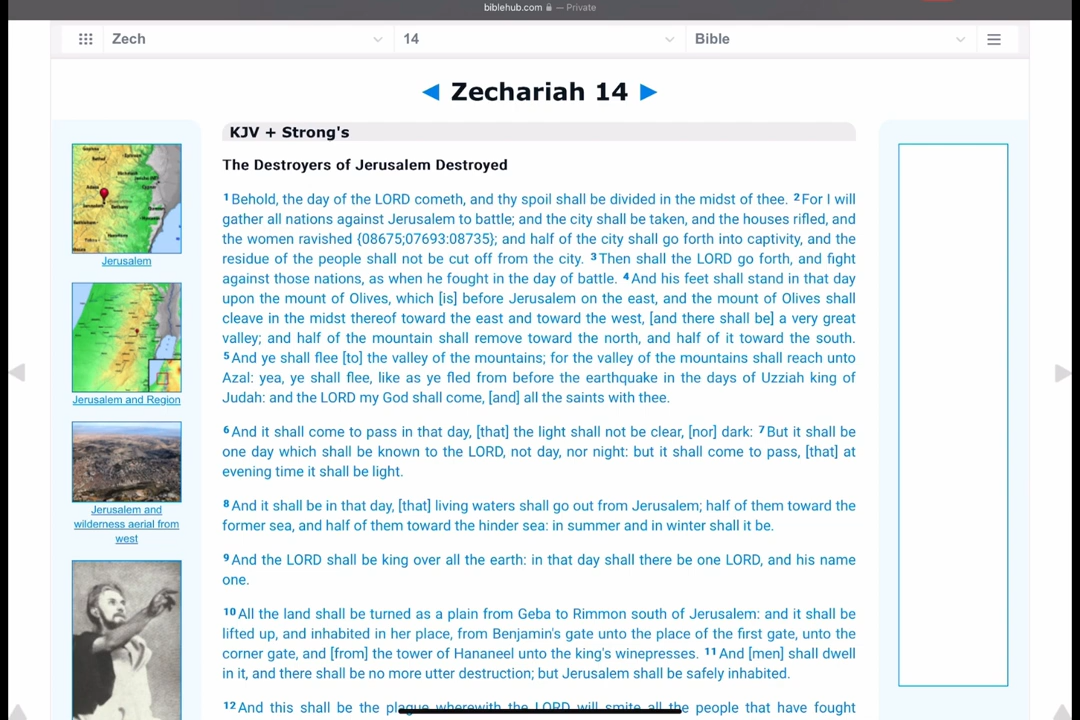 biblehub.com — Private
Zech
14
Bible
◀ Zechariah 14 ▶
KJV + Strong's
The Destroyers of Jerusalem Destroyed
1 Behold, the day of the LORD cometh, and thy spoil shall be divided in the midst of thee. 2 For I will
gather all nations against Jerusalem to battle; and the city shall be taken, and the houses rifled, and
the women ravished {08675;07693:08735}; and half of the city shall go forth into captivity, and the
residue of the people shall not be cut off from the city. 3 Then shall the LORD go forth, and fight
against those nations, as when he fought in the day of battle. 4 And his feet shall stand in that day
upon the mount of Olives, which [is] before Jerusalem on the east, and the mount of Olives shall
cleave in the midst thereof toward the east and toward the west, [and there shall be] a very great
valley; and half of the mountain shall remove toward the north, and half of it toward the south.
5 And ye shall flee [to] the valley of the mountains; for the valley of the mountains shall reach unto
Azal: yea, ye shall flee, like as ye fled from before the earthquake in the days of Uzziah king of
Judah: and the LORD my God shall come, [and] all the saints with thee.
6 And it shall come to pass in that day, [that] the light shall not be clear, [nor] dark: 7 But it shall be
one day which shall be known to the LORD, not day, nor night: but it shall come to pass, [that] at
evening time it shall be light.
8 And it shall be in that day, [that] living waters shall go out from Jerusalem; half of them toward the
former sea, and half of them toward the hinder sea: in summer and in winter shall it be.
9 And the LORD shall be king over all the earth: in that day shall there be one LORD, and his name
one.
10 All the land shall be turned as a plain from Geba to Rimmon south of Jerusalem: and it shall be
lifted up, and inhabited in her place, from Benjamin's gate unto the place of the first gate, unto the
corner gate, and [from] the tower of Hananeel unto the king's winepresses. 11 And [men] shall dwell
in it, and there shall be no more utter destruction; but Jerusalem shall be safely inhabited.
12 And this shall be the plague wherewith the LORD will smite all the people that have fought
Jerusalem
Jerusalem and Region
Jerusalem and
wilderness aerial from
west